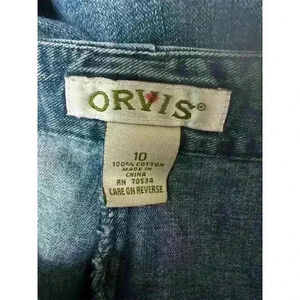 ORVIS®
10
100% COTTON
MADE IN
CHINA
RN 70534
CARE ON REVERSE